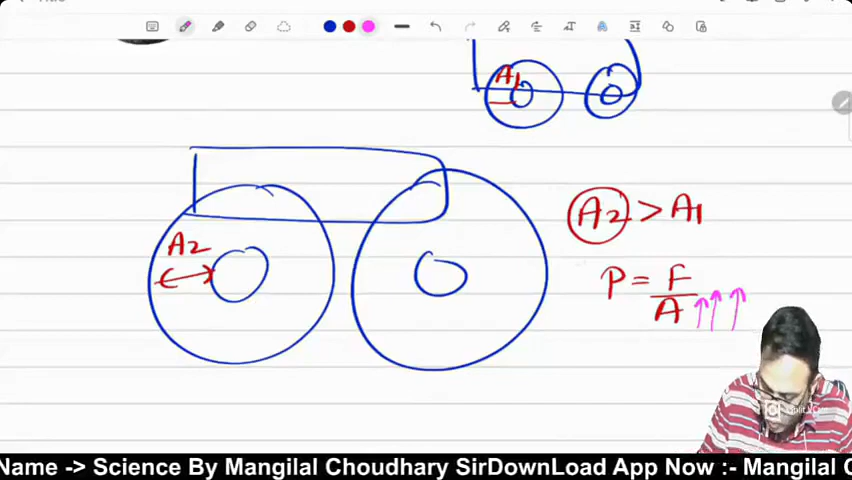 A1
A2 > A1
A2
P = F
A
Name -> Science By Mangilal Choudhary SirDownLoad App Now :- Mangilal C